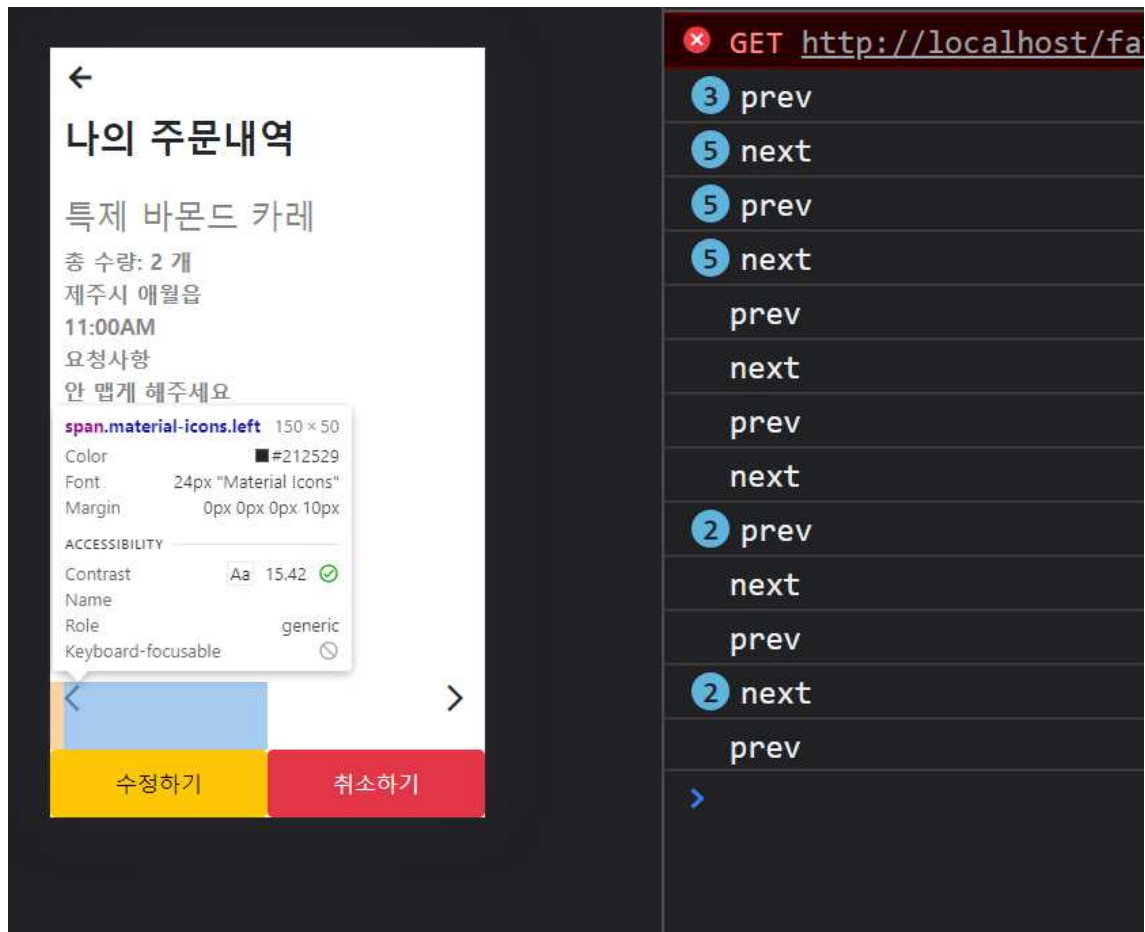 나의 주문내역
특제 바몬드 카레
총 수량: 2 개
제주시 애월읍
11:00AM
요청사항
안 맵게 해주세요
span.material-icons.left 150 × 50
Color #212529
Font 24px "Material Icons"
Margin 0px 0px 0px 10px
ACCESSIBILITY
Contrast Aa 15.42
Name
Role generic
Keyboard-focusable
수정하기 취소하기
GET http://localhost/fa
3 prev
5 next
5 prev
5 next
prev
next
prev
next
2 prev
next
prev
2 next
prev